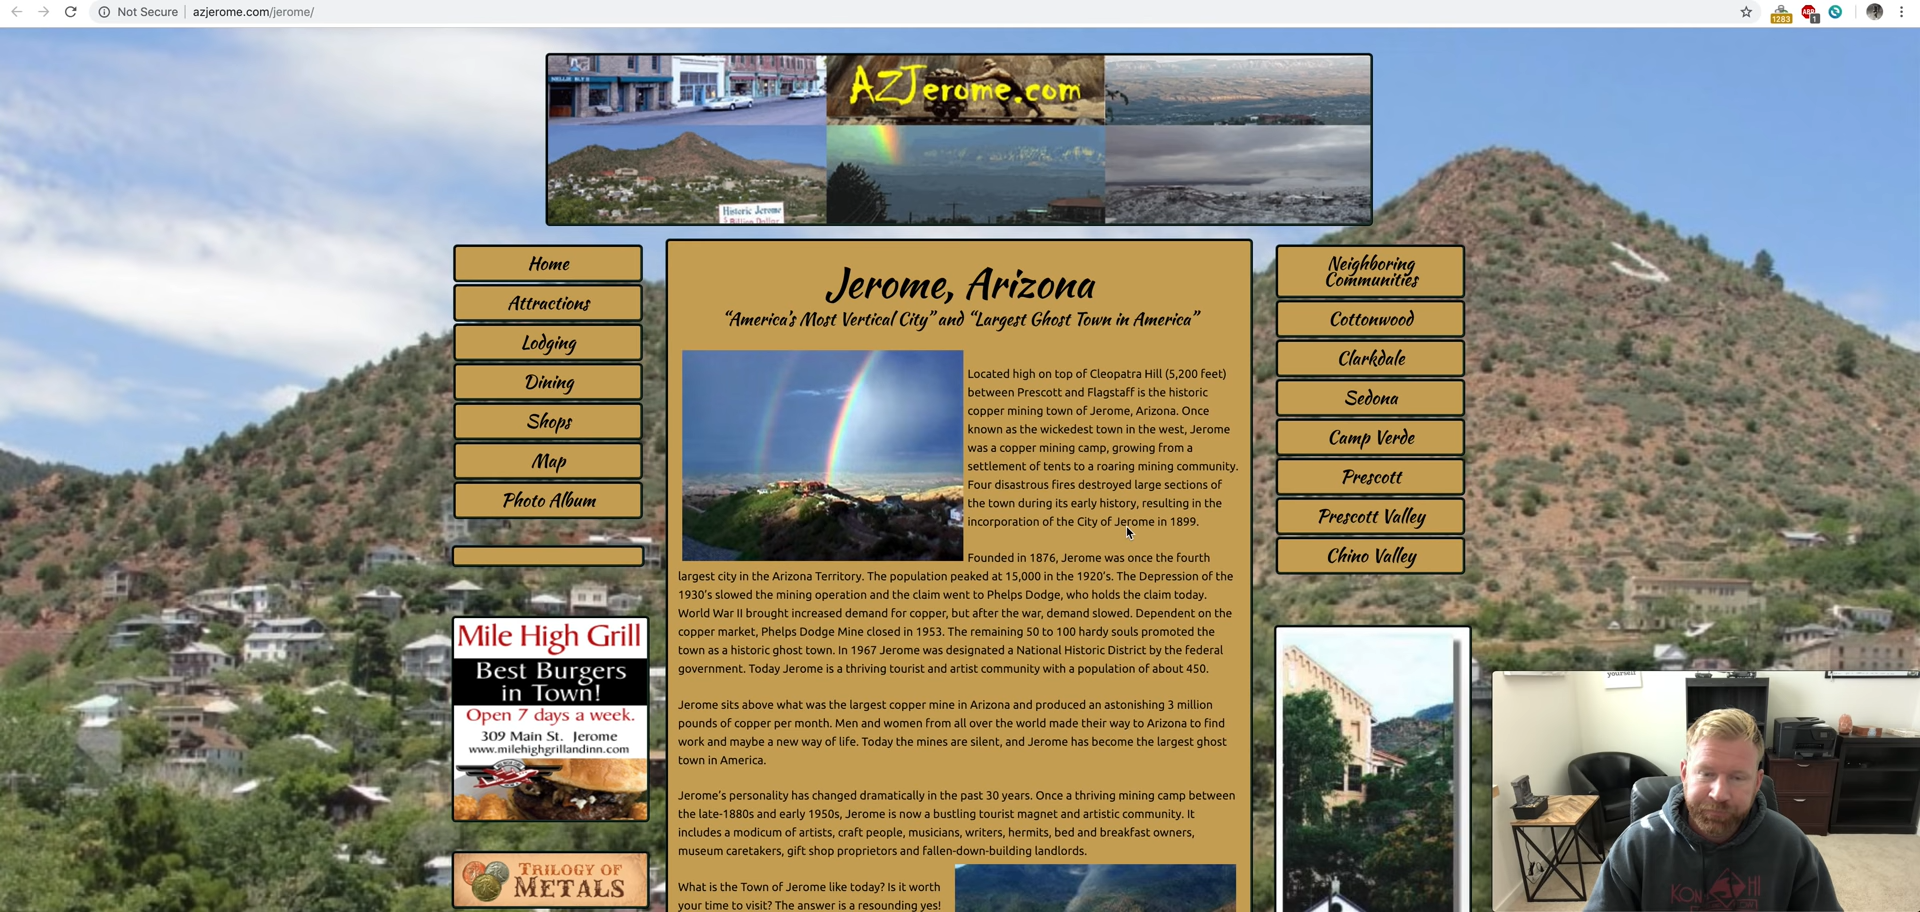 Not Secure
azjerome.com/jerome/
1283
ABP
1
AZJerome.com
Historic Jerome
Home
Attractions
Lodging
Dining
Shops
Map
Photo Album
Mile High Grill
Best Burgers
in Town!
Open 7 days a week.
309 Main St. Jerome
www.milehighgrillandinn.com
TRILOGY OF
METALS
Jerome, Arizona
“America’s Most Vertical City” and “Largest Ghost Town in America”
Located high on top of Cleopatra Hill (5,200 feet)
between Prescott and Flagstaff is the historic
copper mining town of Jerome, Arizona. Once
known as the wickedest town in the west, Jerome
was a copper mining camp, growing from a
settlement of tents to a roaring mining community.
Four disastrous fires destroyed large sections of
the town during its early history, resulting in the
incorporation of the City of Jerome in 1899.
Founded in 1876, Jerome was once the fourth
largest city in the Arizona Territory. The population peaked at 15,000 in the 1920’s. The Depression of the
1930’s slowed the mining operation and the claim went to Phelps Dodge, who holds the claim today.
World War II brought increased demand for copper, but after the war, demand slowed. Dependent on the
copper market, Phelps Dodge Mine closed in 1953. The remaining 50 to 100 hardy souls promoted the
town as a historic ghost town. In 1967 Jerome was designated a National Historic District by the federal
government. Today Jerome is a thriving tourist and artist community with a population of about 450.
Jerome sits above what was the largest copper mine in Arizona and produced an astonishing 3 million
pounds of copper per month. Men and women from all over the world made their way to Arizona to find
work and maybe a new way of life. Today the mines are silent, and Jerome has become the largest ghost
town in America.
Jerome’s personality has changed dramatically in the past 30 years. Once a thriving mining camp between
the late-1880s and early 1950s, Jerome is now a bustling tourist magnet and artistic community. It
includes a modicum of artists, craft people, musicians, writers, hermits, bed and breakfast owners,
museum caretakers, gift shop proprietors and fallen-down-building landlords.
What is the Town of Jerome like today? Is it worth
your time to visit? The answer is a resounding yes!
Neighboring
Communities
Cottonwood
Clarkdale
Sedona
Camp Verde
Prescott
Prescott Valley
Chino Valley
yourself